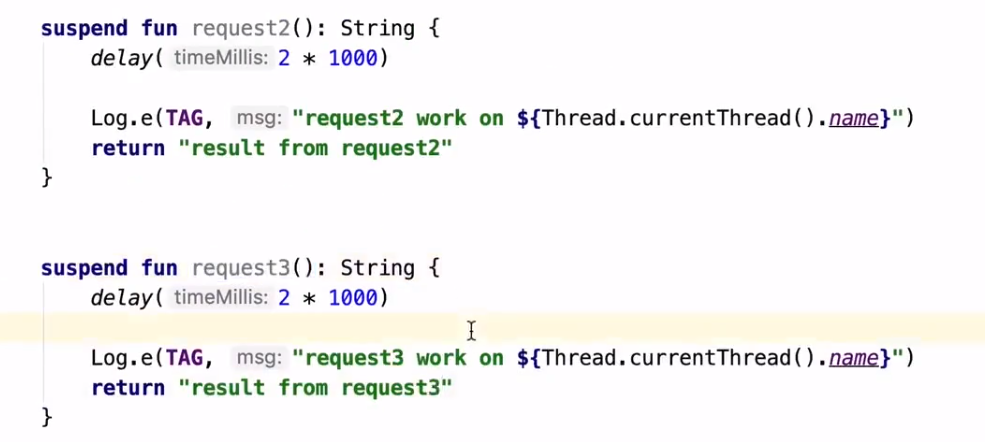 suspend fun request2(): String {
delay( timeMillis: 2 * 1000)
Log.e(TAG, msg: "request2 work on ${Thread.currentThread().name}")
return "result from request2"
}
suspend fun request3(): String {
delay( timeMillis: 2 * 1000)
Log.e(TAG, msg: "request3 work on ${Thread.currentThread().name}")
return "result from request3"
}